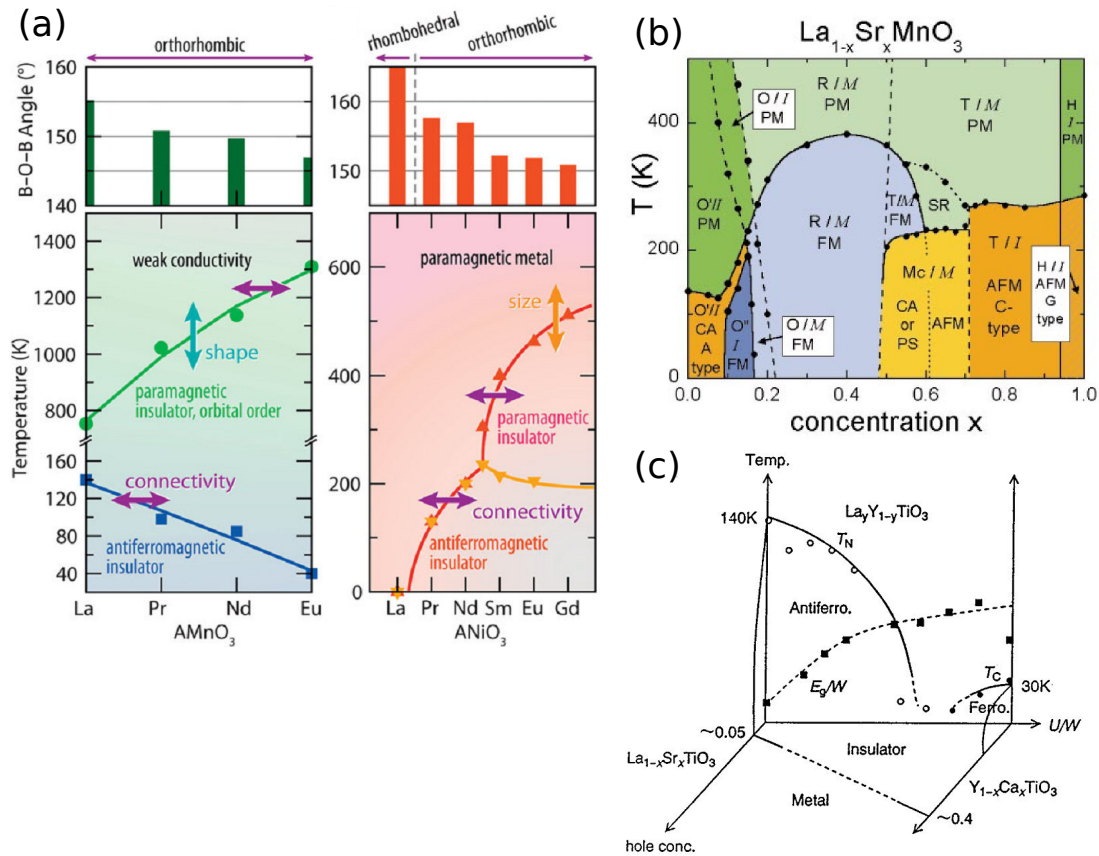 (a)
orthorhombic
B–O–B Angle (°)
160
150
140
rhombohedral
orthorhombic
160
150
Temperature (K)
1400
1200
1000
800
160
120
80
40
weak conductivity
shape
paramagnetic
insulator, orbital order
connectivity
antiferromagnetic
insulator
La Pr Nd Eu
AMnO3
600
400
200
0
paramagnetic metal
size
paramagnetic
insulator
connectivity
antiferromagnetic
insulator
La Pr Nd Sm Eu Gd
ANiO3
(b)
La1-xSrxMnO3
T (K)
400
200
0
O / I
PM
R / M
PM
T / M
PM
H
I
PM
O'/I
PM
R / M
FM
T/M
FM
SR
T / I
AFM
C-
type
H / I
AFM
G
type
Mc / M
CA
or
PS
AFM
O'/I
CA
A
type
O''
I
FM
O / M
FM
0.0 0.2 0.4 0.6 0.8 1.0
concentration x
(c)
Temp.
140K
LayY1−yTiO3
TN
Antiferro.
Eg/W
TC
30K
Ferro.
U/W
~0.05
La1−xSrxTiO3
Insulator
Y1−xCaxTiO3
Metal
~0.4
hole conc.